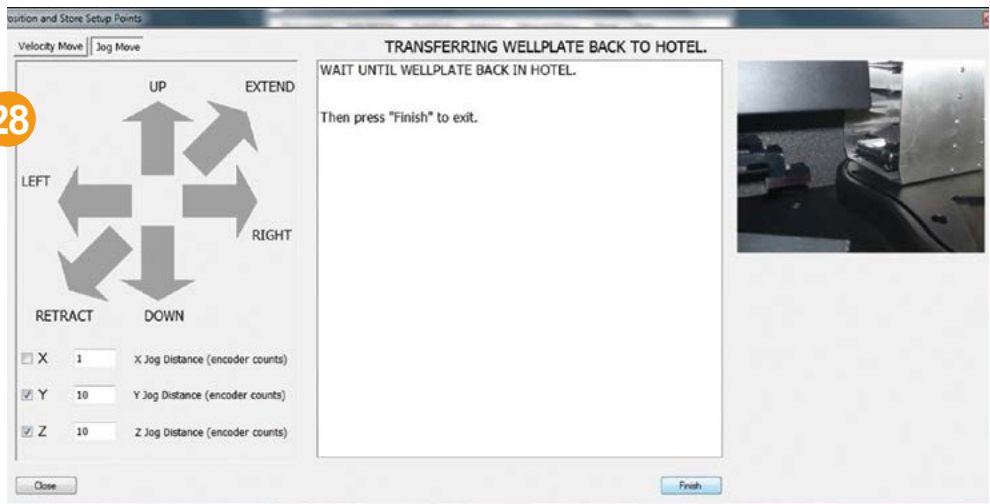 osition and Store Setup Points
Velocity Move
Jog Move
TRANSFERRING WELLPLATE BACK TO HOTEL.
WAIT UNTIL WELLPLATE BACK IN HOTEL.
Then press "Finish" to exit.
28
UP
EXTEND
LEFT
RIGHT
RETRACT
DOWN
X 1 X Jog Distance (encoder counts)
Y 10 Y Jog Distance (encoder counts)
Z 10 Z Jog Distance (encoder counts)
Close
Finish